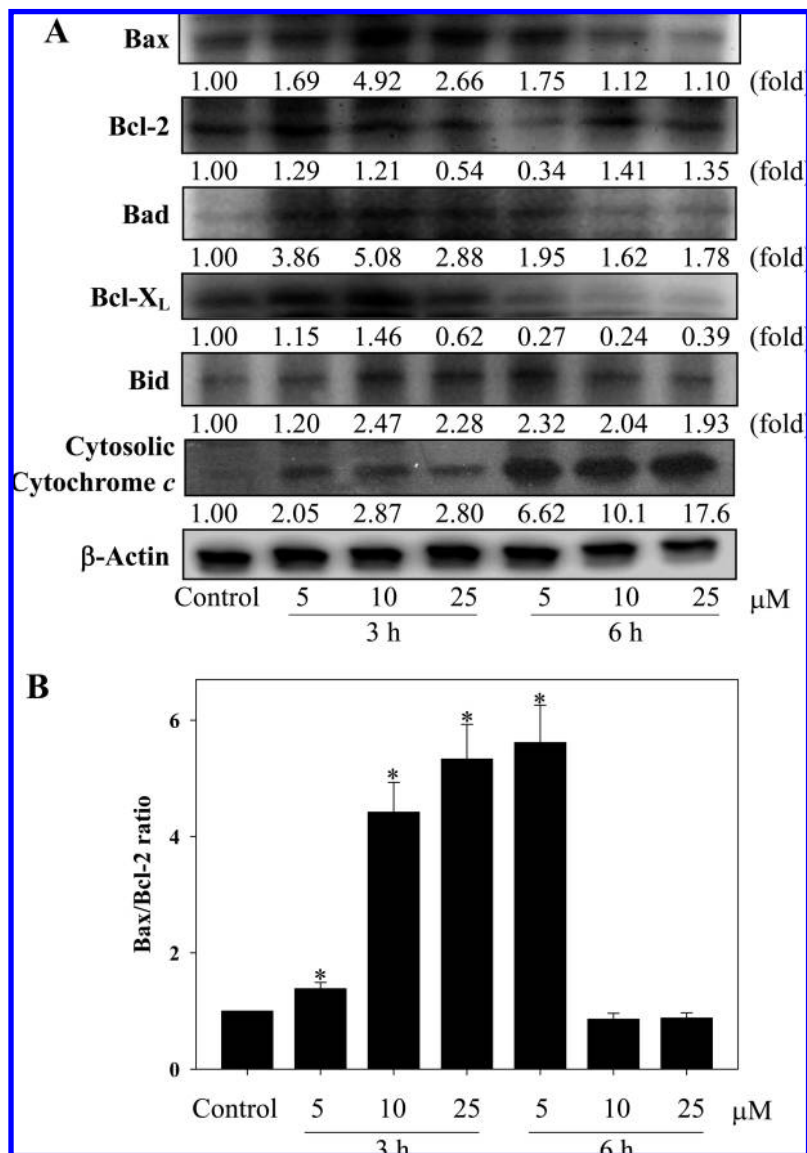 A
Bax
1.00 1.69 4.92 2.66 1.75 1.12 1.10 (fold)
Bcl-2
1.00 1.29 1.21 0.54 0.34 1.41 1.35 (fold)
Bad
1.00 3.86 5.08 2.88 1.95 1.62 1.78 (fold)
Bcl-XL
1.00 1.15 1.46 0.62 0.27 0.24 0.39 (fold)
Bid
1.00 1.20 2.47 2.28 2.32 2.04 1.93 (fold)
Cytosolic
Cytochrome c
1.00 2.05 2.87 2.80 6.62 10.1 17.6
β-Actin
Control 5 10 25 5 10 25 μM
3 h 6 h
B
Bax/Bcl-2 ratio
6
4
2
0
* * * * *
Control 5 10 25 5 10 25 μM
3 h 6 h